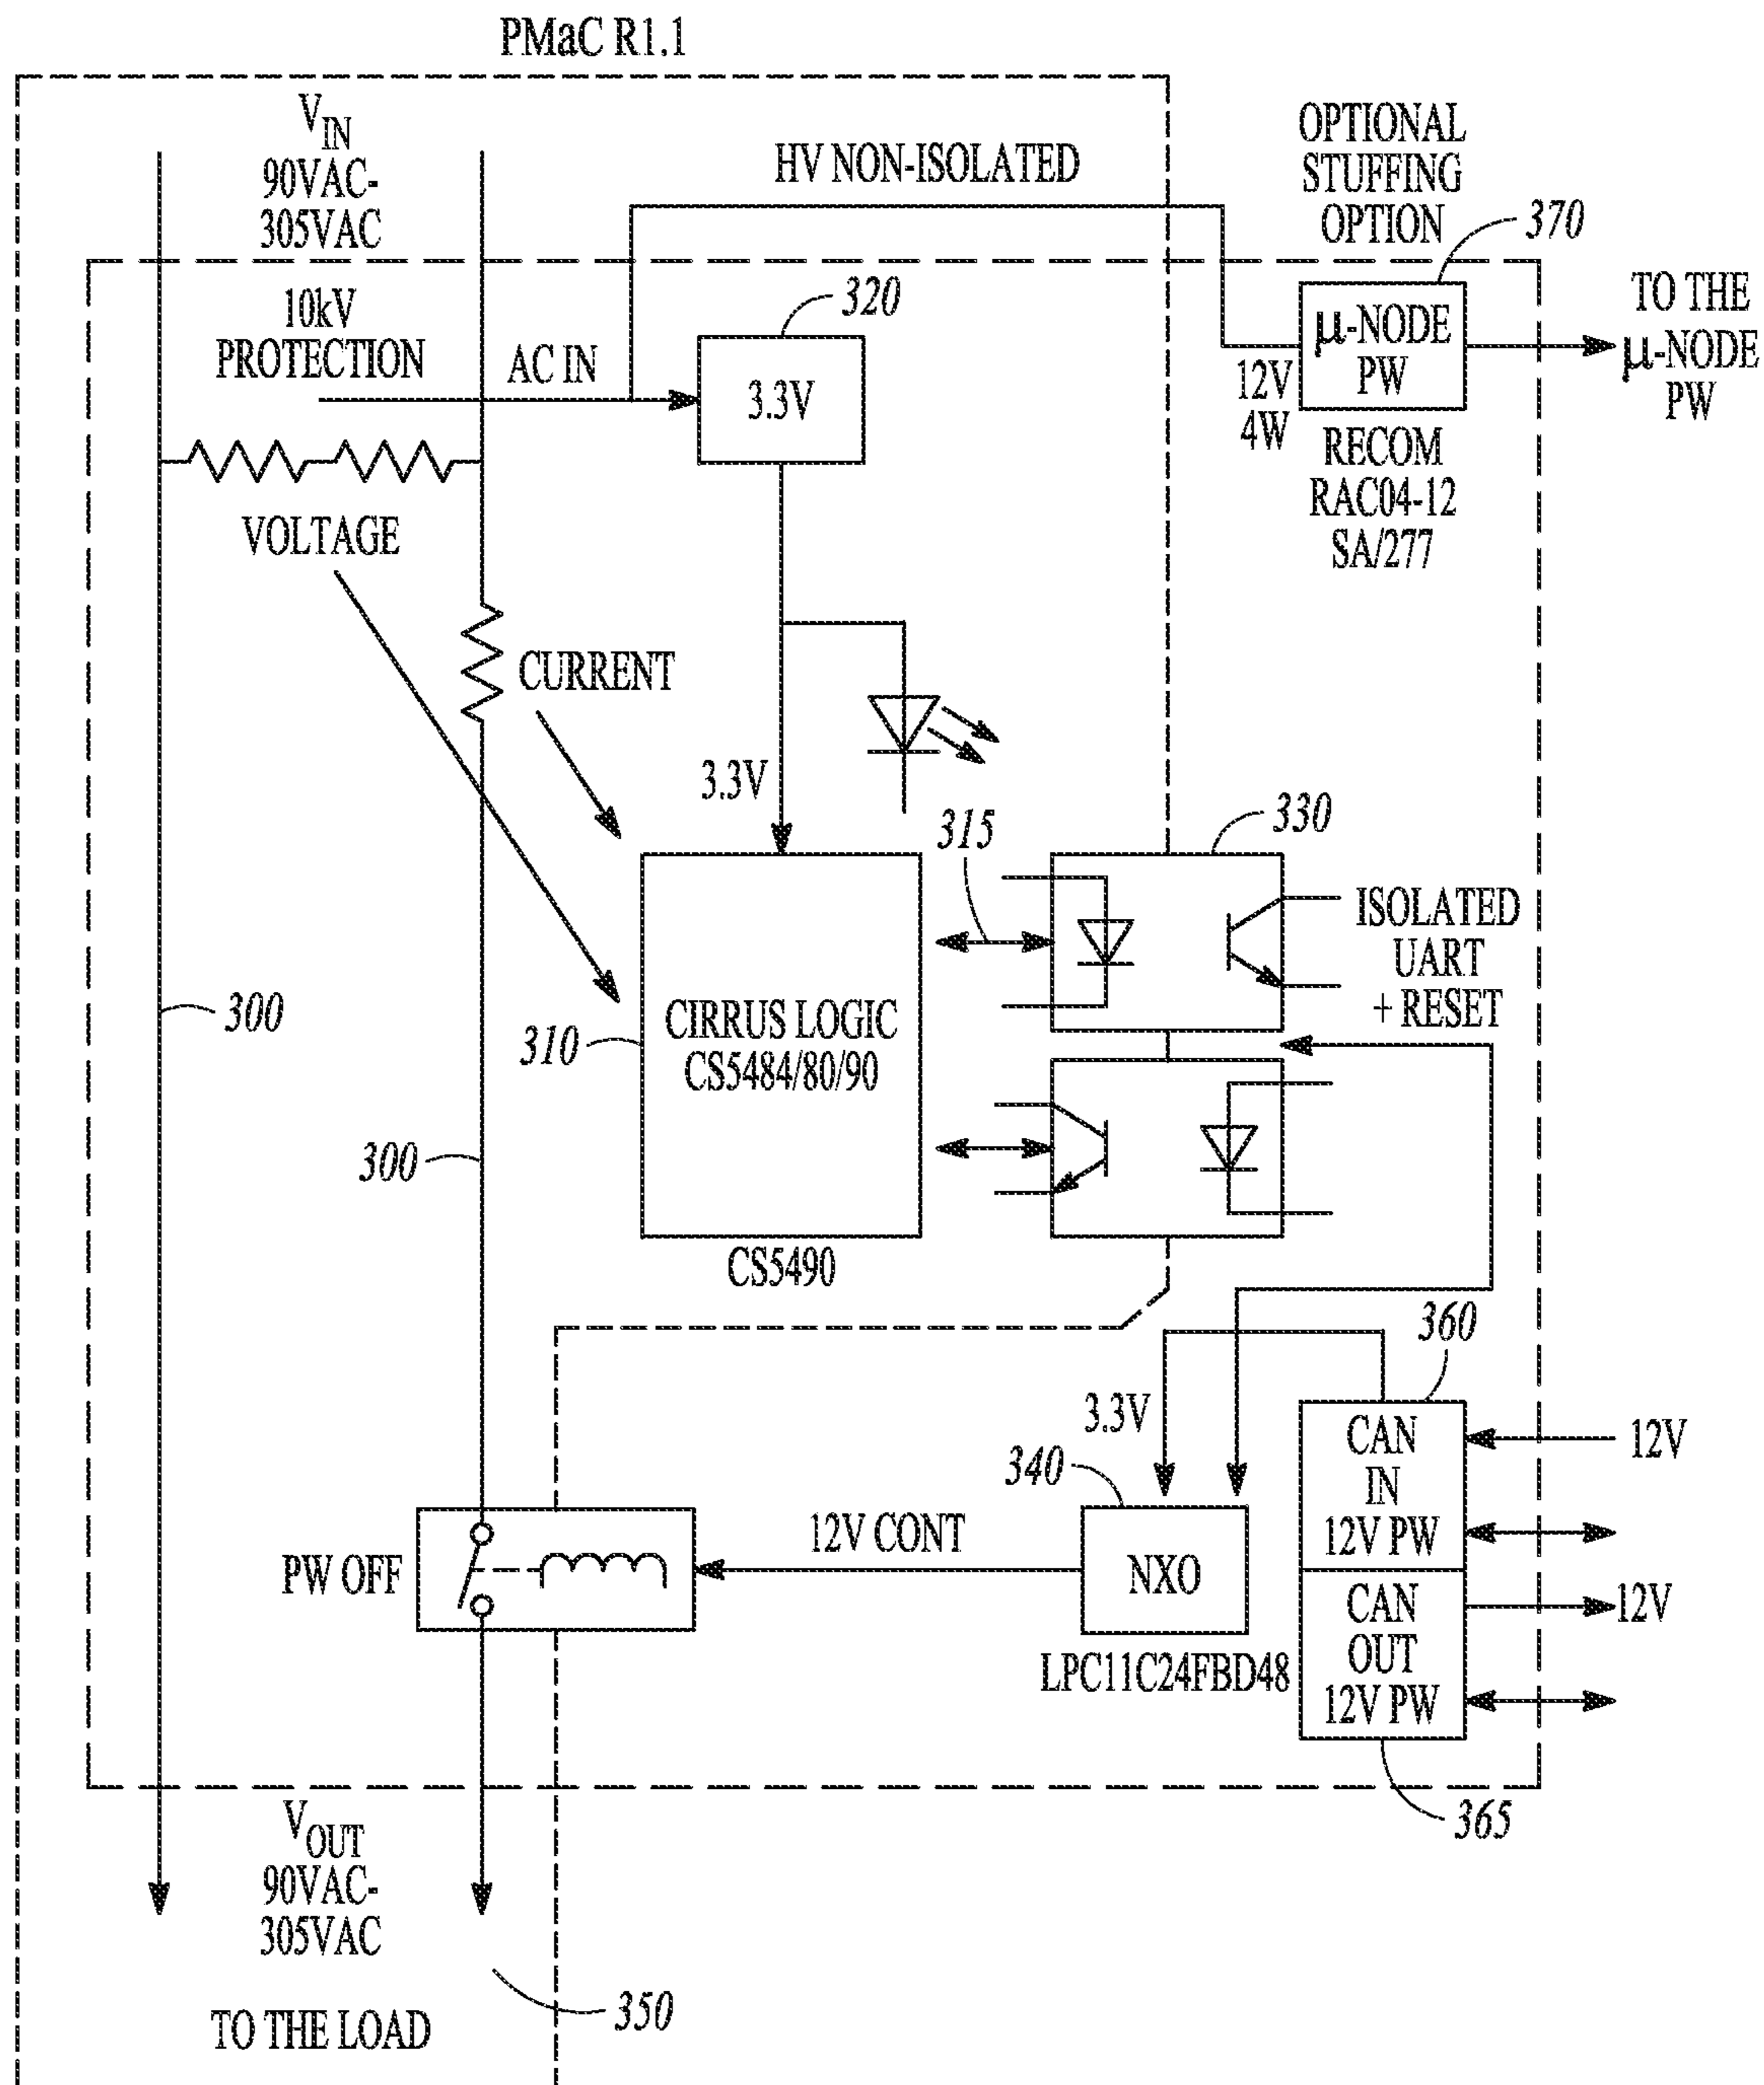 PMaC R1.1
VIN
90VAC-
305VAC
HV NON-ISOLATED
OPTIONAL
STUFFING
OPTION
370
10kV
PROTECTION
AC IN
320
3.3V
µ-NODE
PW
12V
4W
TO THE
µ-NODE
PW
RECOM
RAC04-12
SA/277
VOLTAGE
CURRENT
3.3V
315
330
ISOLATED
UART
+ RESET
300
310
CIRRUS LOGIC
CS5484/80/90
300
CS5490
360
3.3V
340
CAN
IN
12V PW
12V
PW OFF
12V CONT
NXO
CAN
OUT
12V PW
12V
LPC11C24FBD48
365
VOUT
90VAC-
305VAC
350
TO THE LOAD